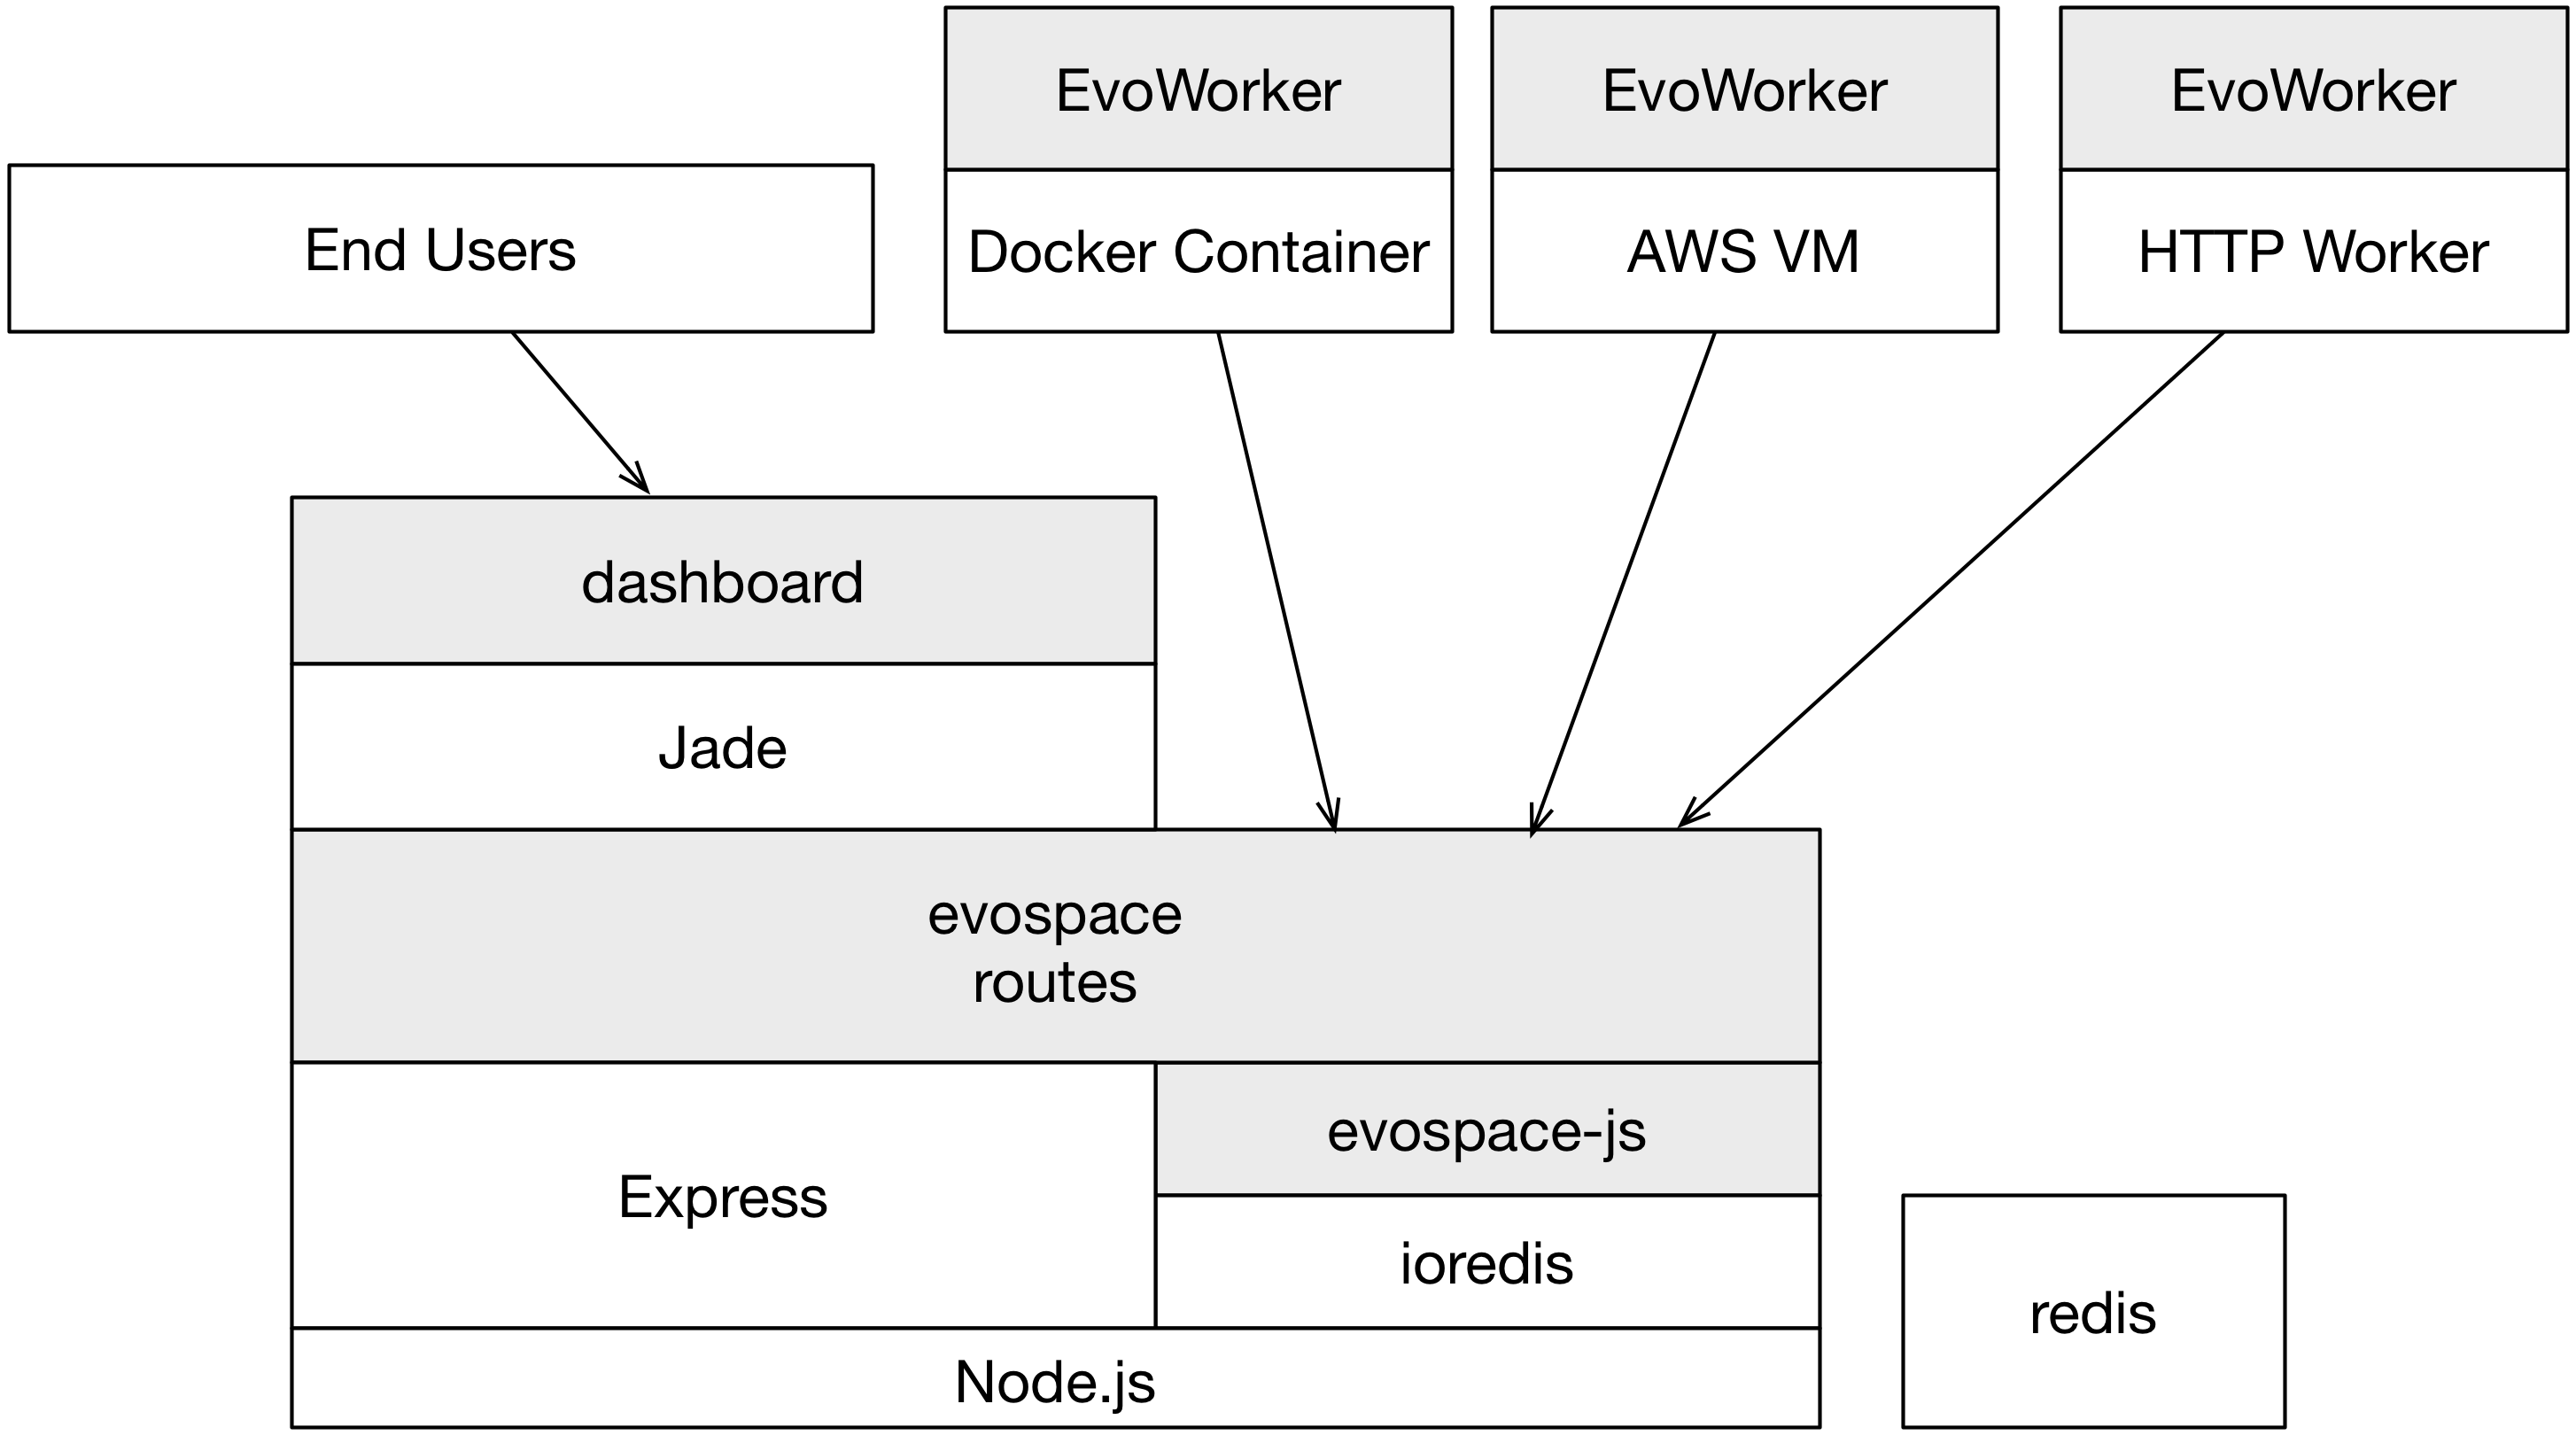 EvoWorker
EvoWorker
EvoWorker
End Users
Docker Container
AWS VM
HTTP Worker
dashboard
Jade
evospace
routes
Express
evospace-js
ioredis
redis
Node.js